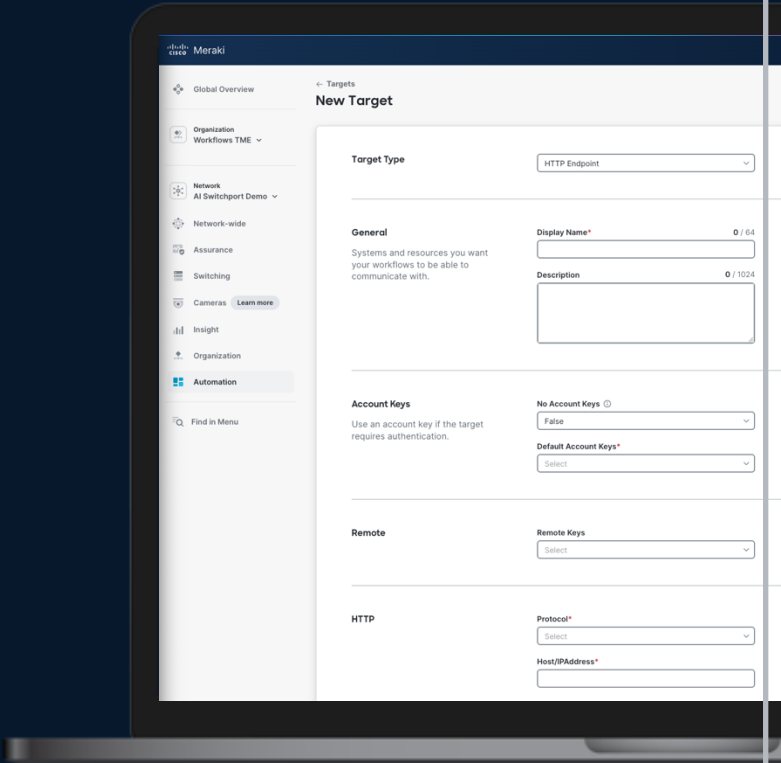 CISCO Meraki
Global Overview
Organization
Workflows TME
Network
AI Switchport Demo
Network-wide
Assurance
Switching
Cameras Learn more
Insight
Organization
Automation
Find in Menu
← Targets
New Target
Target Type
HTTP Endpoint
General
Systems and resources you want
your workflows to be able to
communicate with.
Display Name* 0 / 64
Description 0 / 1024
Account Keys
Use an account key if the target
requires authentication.
No Account Keys
False
Default Account Keys*
Select
Remote
Remote Keys
Select
HTTP
Protocol*
Select
Host/IPAddress*